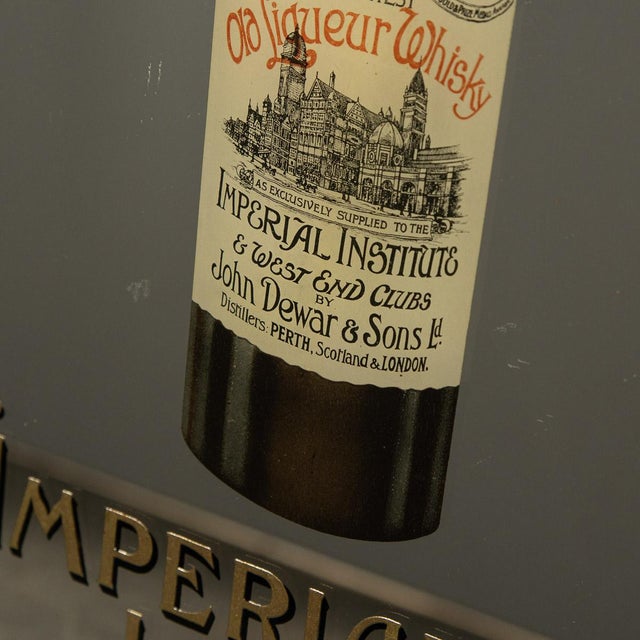 Old Liqueur Whisky
AS EXCLUSIVELY SUPPLIED TO THE
IMPERIAL INSTITUTE
& WEST END CLUBS
BY
John Dewar & Sons Ld.
Distillers, PERTH, Scotland & LONDON.
IMPERIA